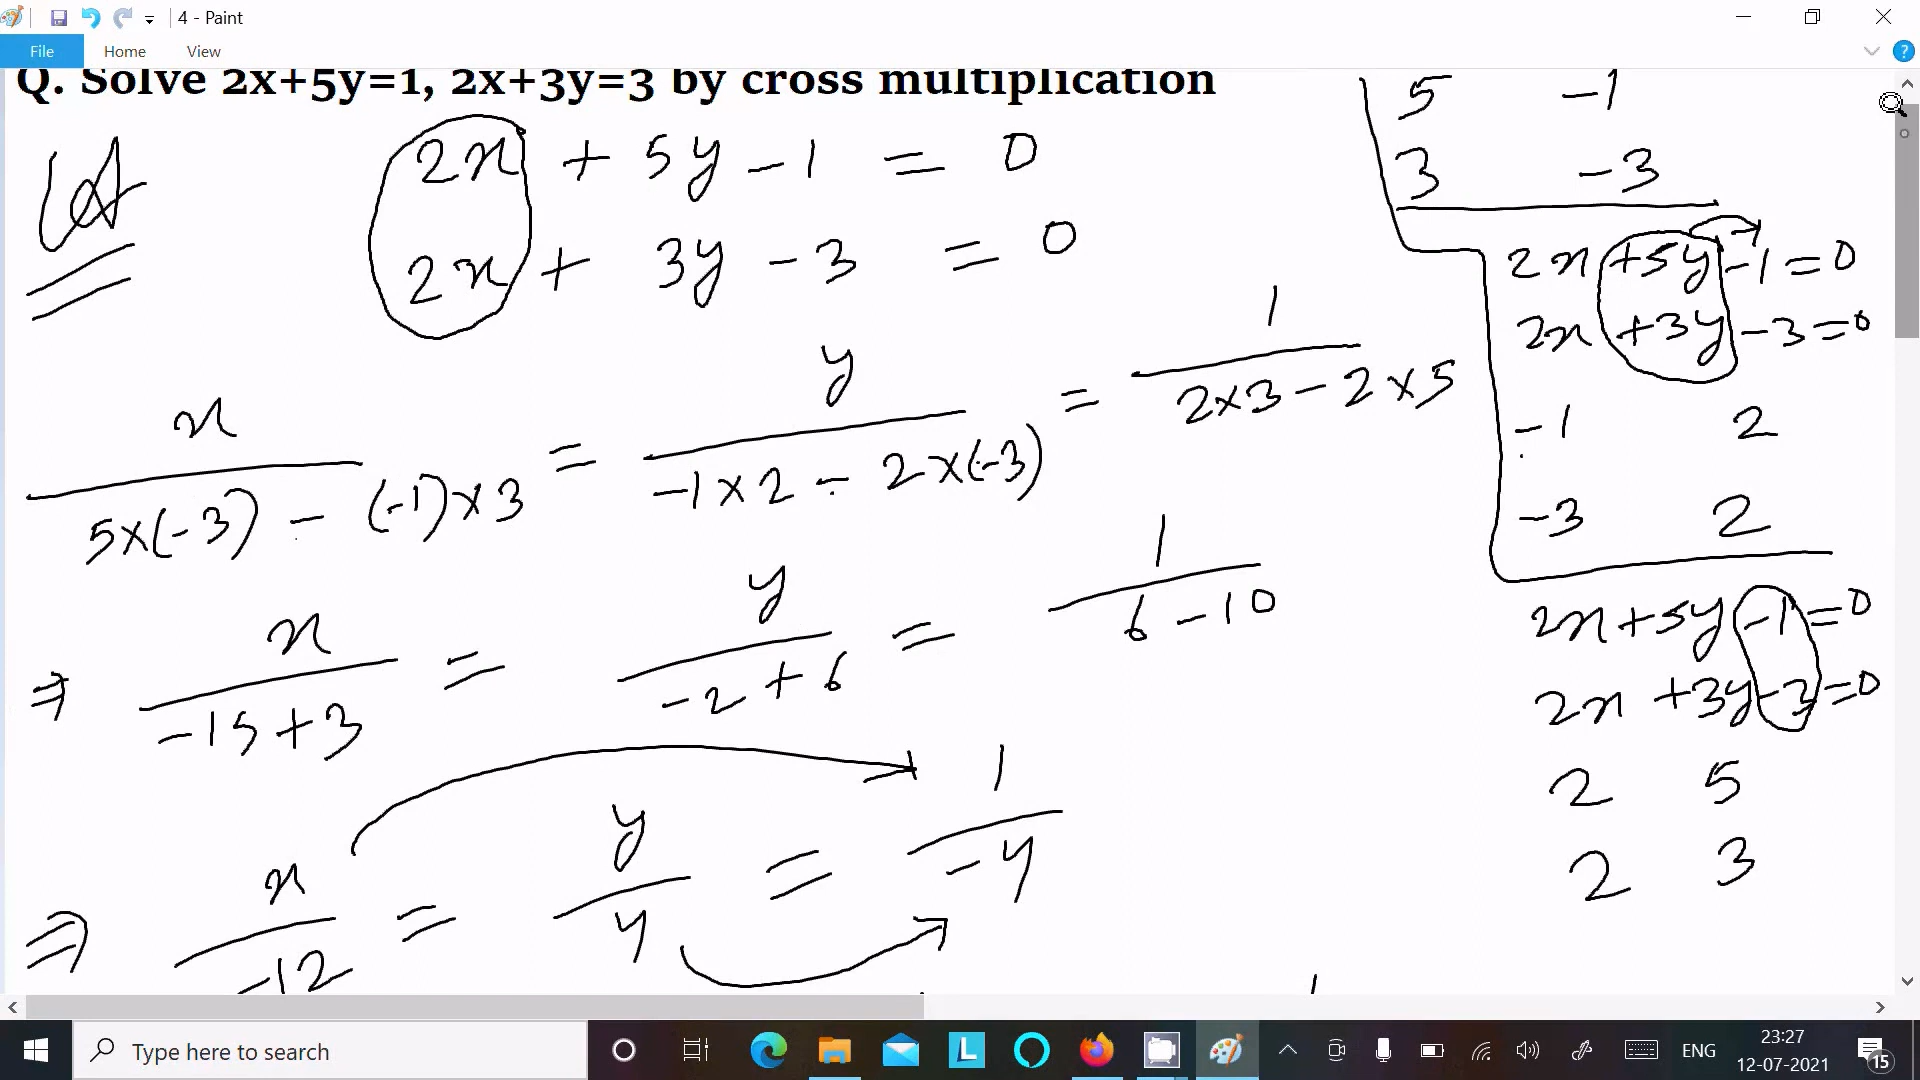 4 - Paint
File Home View
Q. Solve 2x+5y=1, 2x+3y=3 by cross multiplication
2x + 5y - 1 = 0
2x + 3y - 3 = 0
x/(5×(-3) - (-1)×3) = y/(-1×2 - 2×(-3)) = 1/(2×3 - 2×5)
⇒ x/(-15+3) = y/(-2+6) = 1/(6-10)
⇒ x/(-12) = y/4 = 1/(-4)
5 -1
3 -3
2x+5y-1=0
2x+3y-3=0
-1 2
-3 2
2x+5y-1=0
2x+3y-3=0
2 5
2 3
Type here to search
ENG
23:27
12-07-2021
15